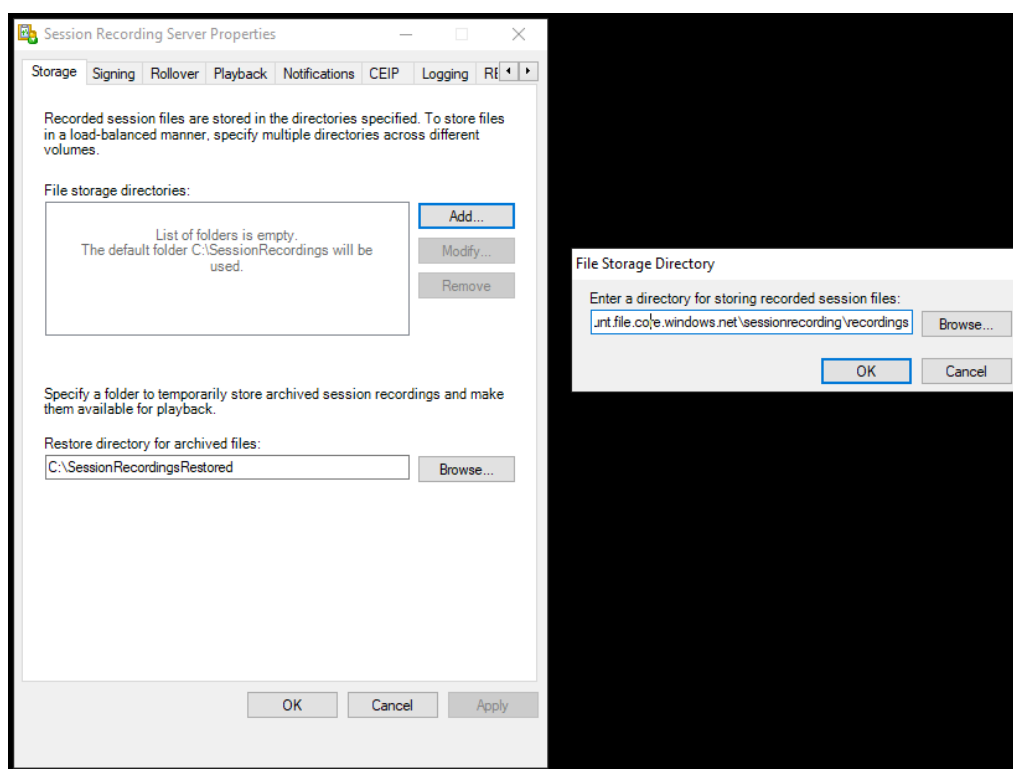 Session Recording Server Properties
Storage
Signing
Rollover
Playback
Notifications
CEIP
Logging
Recorded session files are stored in the directories specified. To store files
in a load-balanced manner, specify multiple directories across different
volumes.
File storage directories:
List of folders is empty.
The default folder C:\SessionRecordings will be
used.
Add...
Modify...
Remove
Specify a folder to temporarily store archived session recordings and make
them available for playback.
Restore directory for archived files:
C:\SessionRecordingsRestored
Browse...
OK
Cancel
Apply
File Storage Directory
Enter a directory for storing recorded session files:
unt.file.core.windows.net\sessionrecording\recordings
Browse...
OK
Cancel